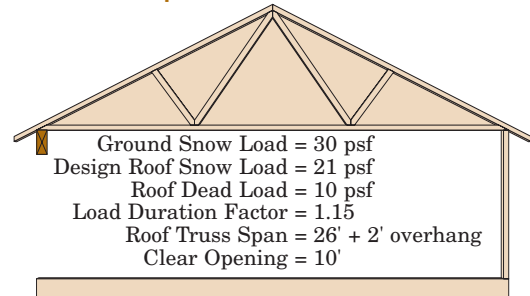 Ground Snow Load = 30 psf
Design Roof Snow Load = 21 psf
Roof Dead Load = 10 psf
Load Duration Factor = 1.15
Roof Truss Span = 26' + 2' overhang
Clear Opening = 10'